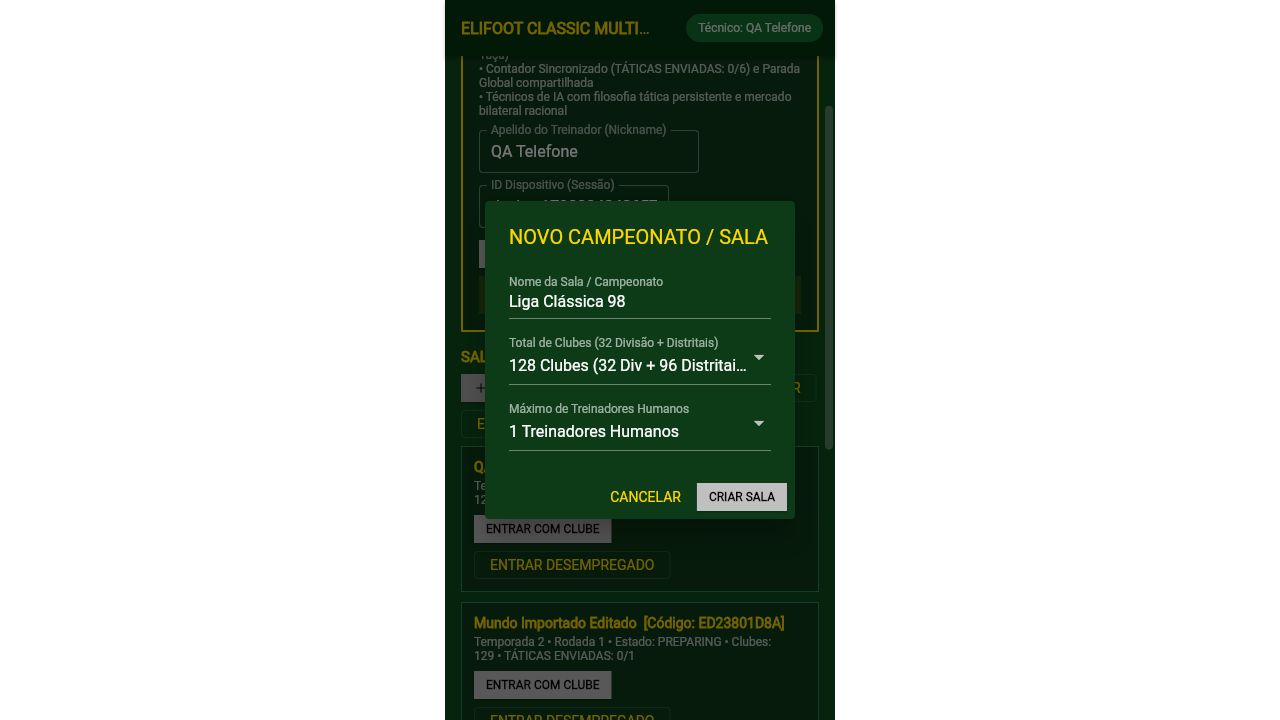 ELIFOOT CLASSIC MULTI...
Técnico: QA Telefone
• Contador Sincronizado (TÁTICAS ENVIADAS: 0/6) e Parada
Global compartilhada
• Técnicos de IA com filosofia tática persistente e mercado
bilateral racional
Apelido do Treinador (Nickname)
QA Telefone
ID Dispositivo (Sessão)
NOVO CAMPEONATO / SALA
Nome da Sala / Campeonato
Liga Clássica 98
Total de Clubes (32 Divisão + Distritais)
128 Clubes (32 Div + 96 Distritai...
Máximo de Treinadores Humanos
1 Treinadores Humanos
CANCELAR
CRIAR SALA
ENTRAR COM CLUBE
ENTRAR DESEMPREGADO
Mundo Importado Editado [Código: ED23801D8A]
Temporada 2 • Rodada 1 • Estado: PREPARING • Clubes:
129 • TÁTICAS ENVIADAS: 0/1
ENTRAR COM CLUBE
ENTRAR DESEMPREGADO